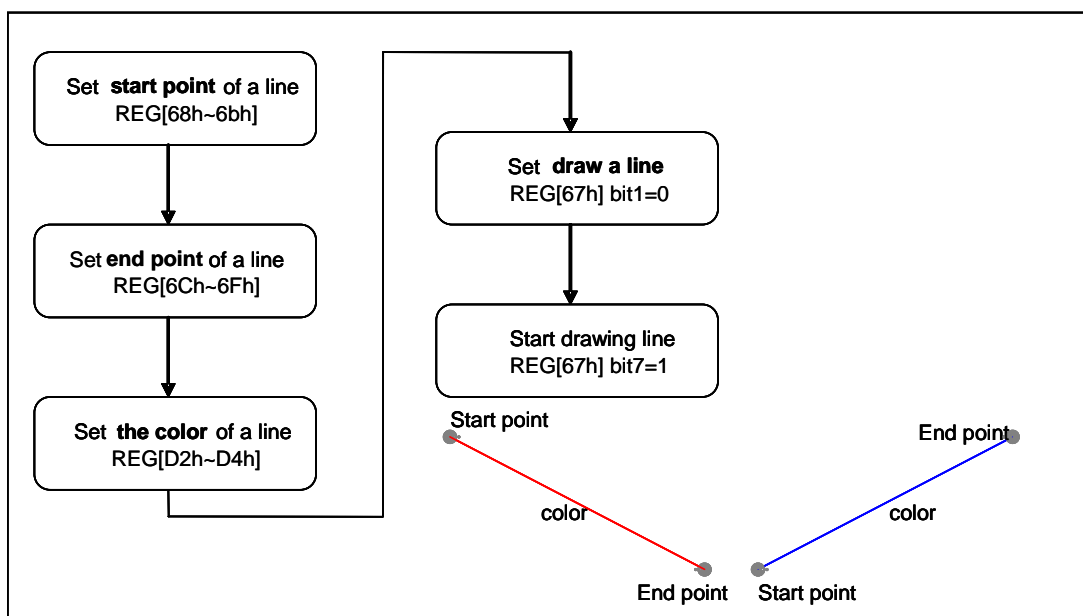 Set start point of a line
REG[68h~6bh]
Set end point of a line
REG[6Ch~6Fh]
Set the color of a line
REG[D2h~D4h]
Set draw a line
REG[67h] bit1=0
Start drawing line
REG[67h] bit7=1
Start point
color
End point
End point
color
Start point